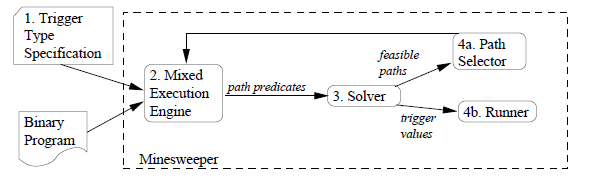 1. Trigger
Type
Specification
Binary
Program
2. Mixed
Execution
Engine
path predicates
3. Solver
feasible
paths
4a. Path
Selector
trigger
values
4b. Runner
Minesweeper